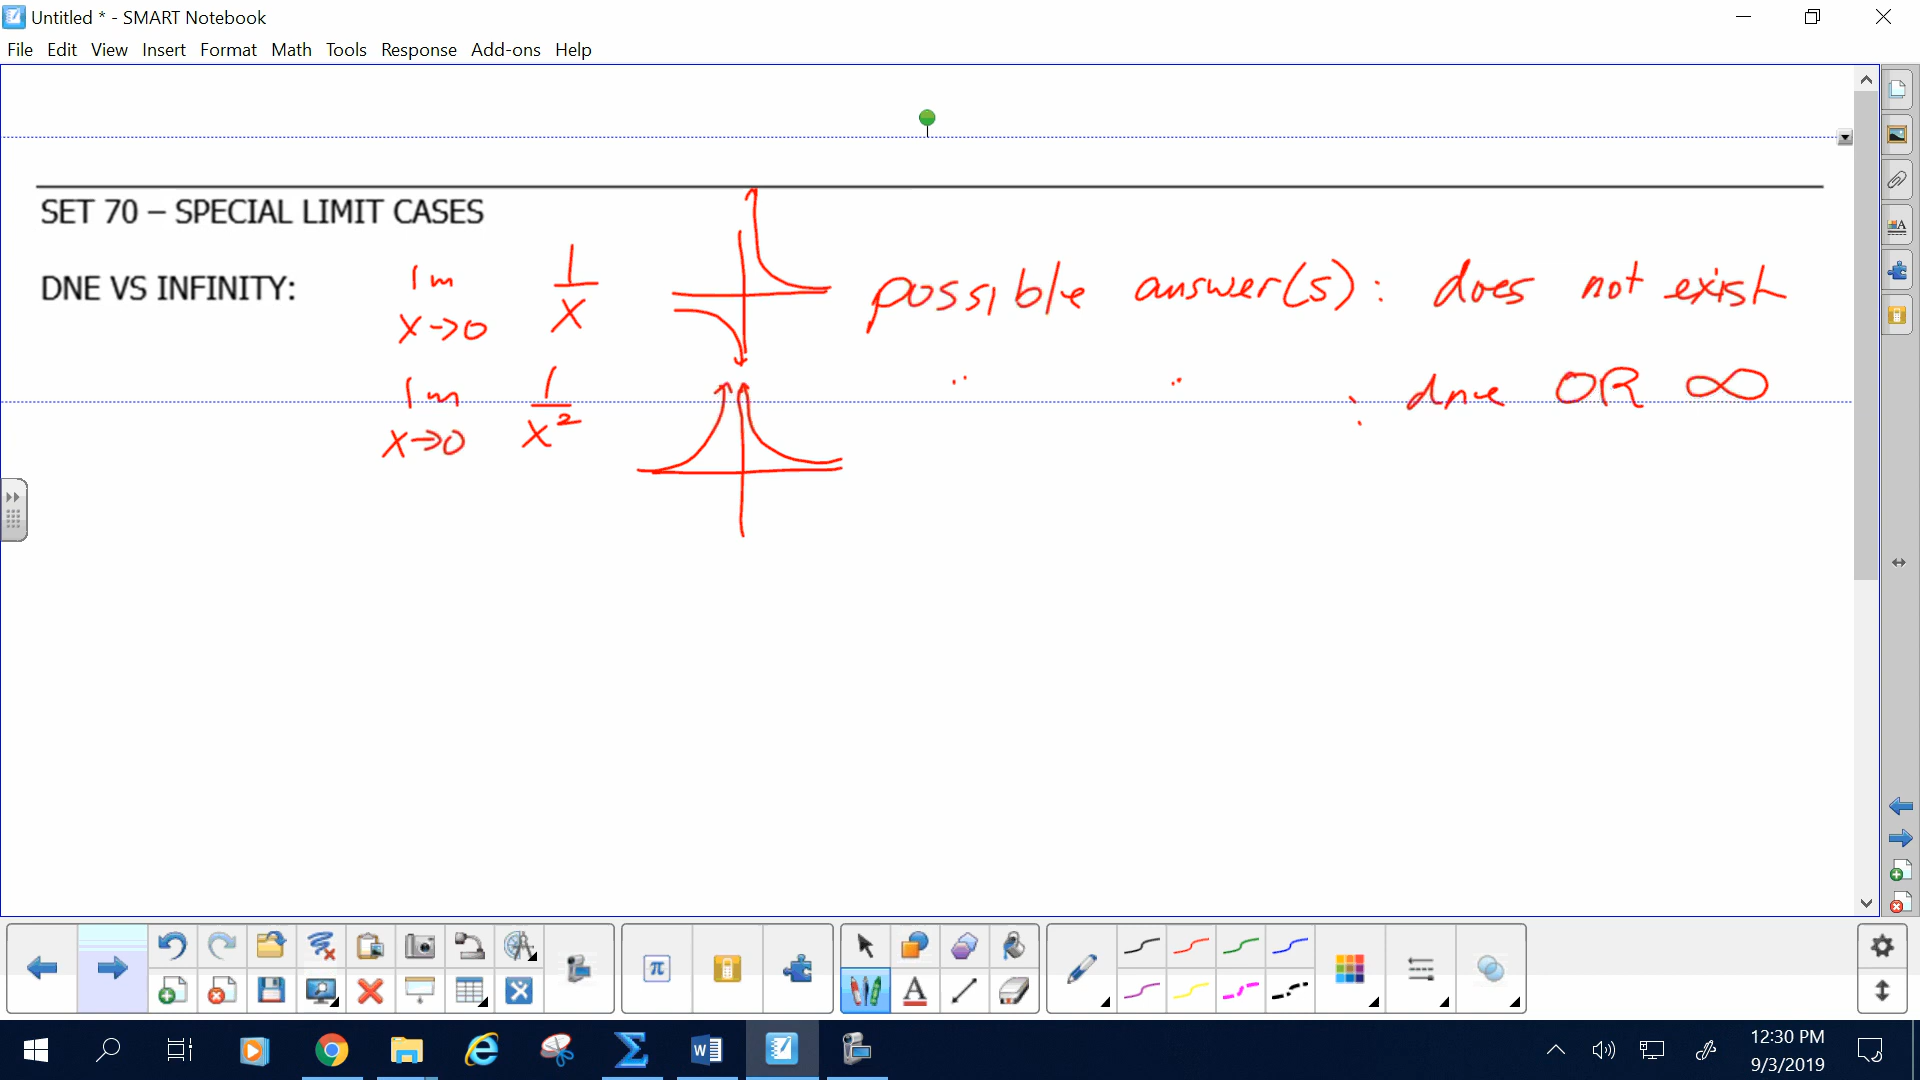 Untitled * - SMART Notebook
File Edit View Insert Format Math Tools Response Add-ons Help
SET 70 – SPECIAL LIMIT CASES
DNE VS INFINITY: lim x→0 1/x possible answer(s): does not exist
lim x→0 1/x² " " : dne OR ∞
12:30 PM
9/3/2019